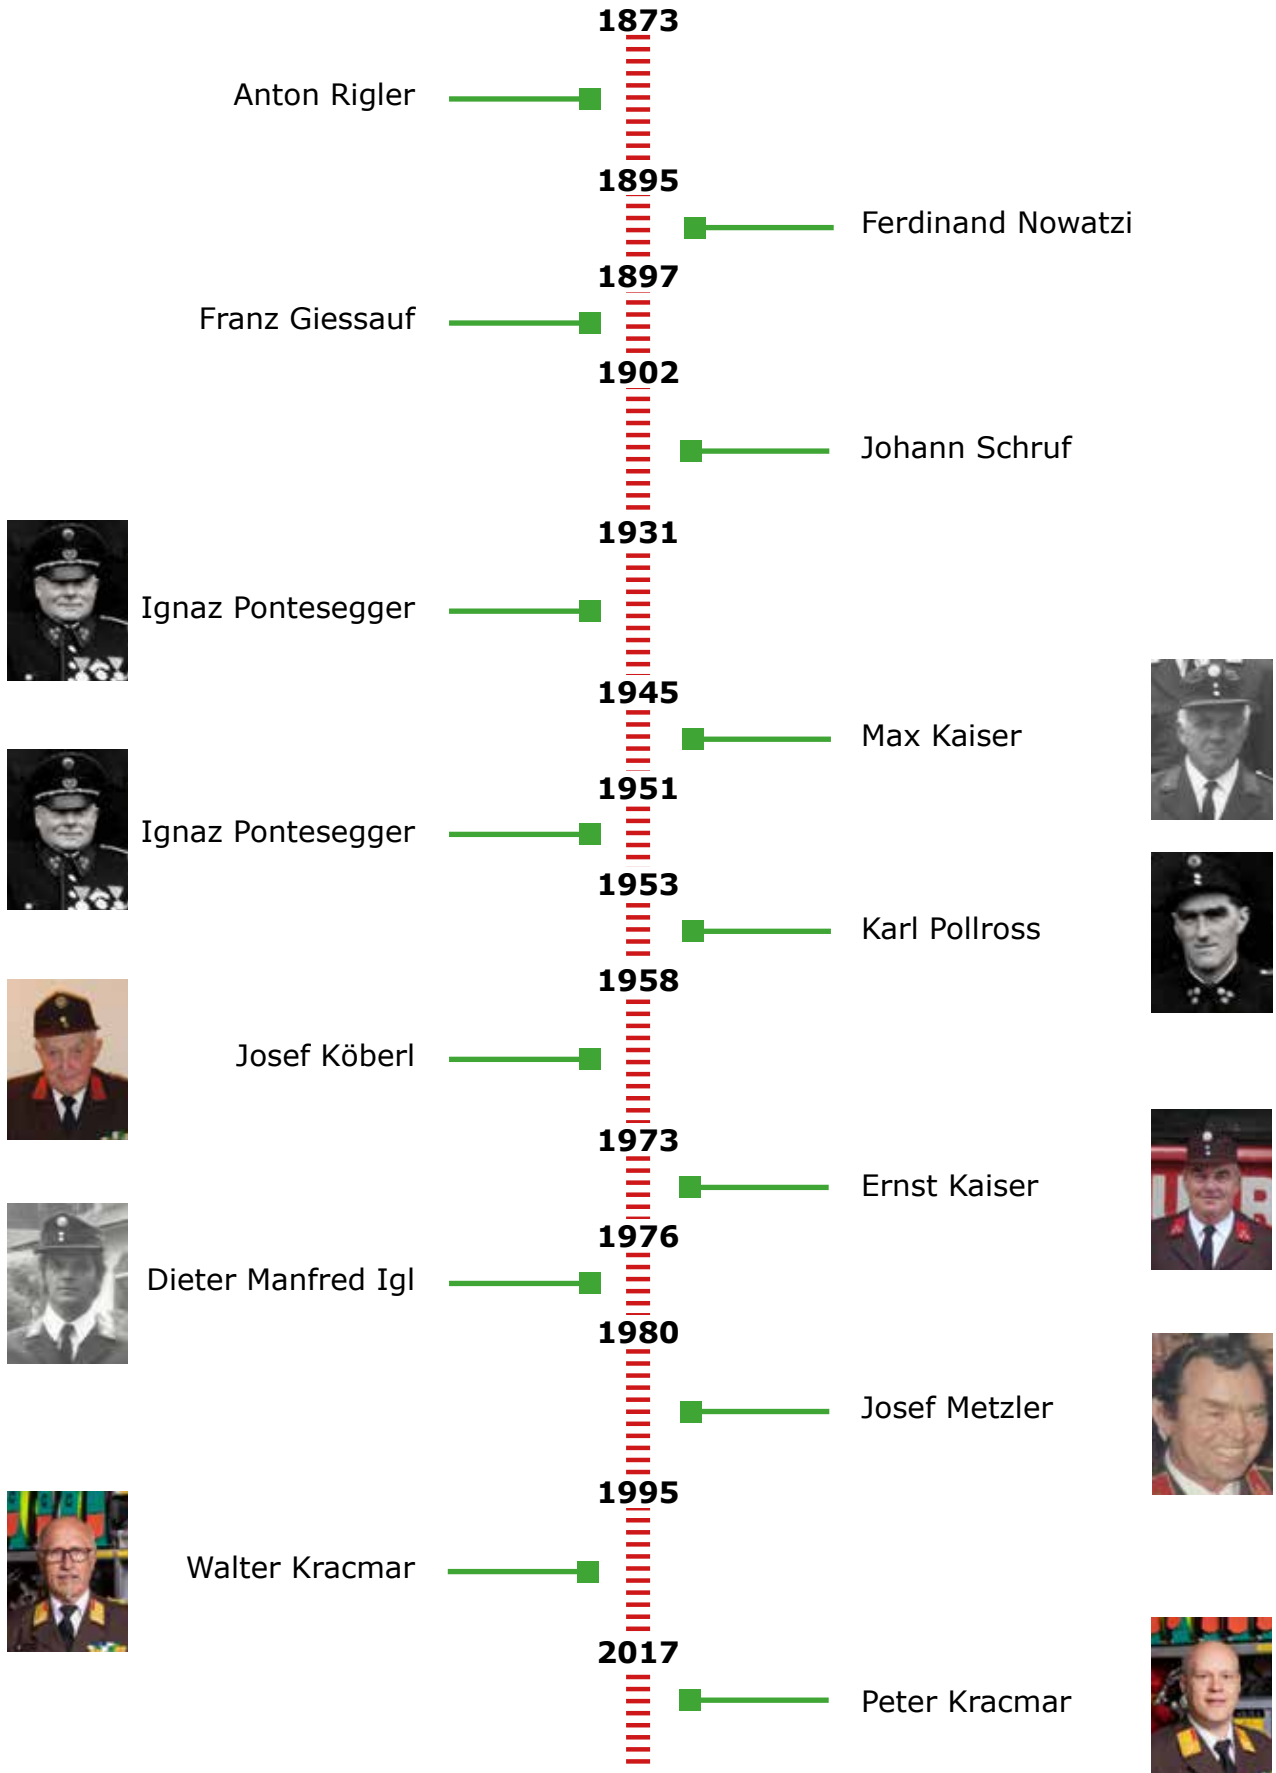 1873
Anton Rigler
1895
Ferdinand Nowatzi
1897
Franz Giessauf
1902
Johann Schruf
1931
Ignaz Pontesegger
1945
Max Kaiser
1951
Ignaz Pontesegger
1953
Karl Pollross
1958
Josef Köberl
1973
Ernst Kaiser
1976
Dieter Manfred Igl
1980
Josef Metzler
1995
Walter Kracmar
2017
Peter Kracmar